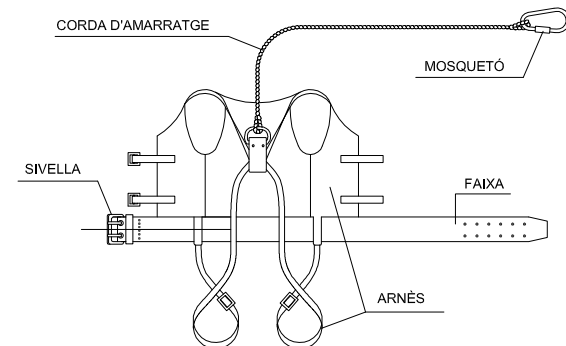 CORDA D'AMARRATGE
MOSQUETÓ
SIVELLA
FAIXA
ARNÈS